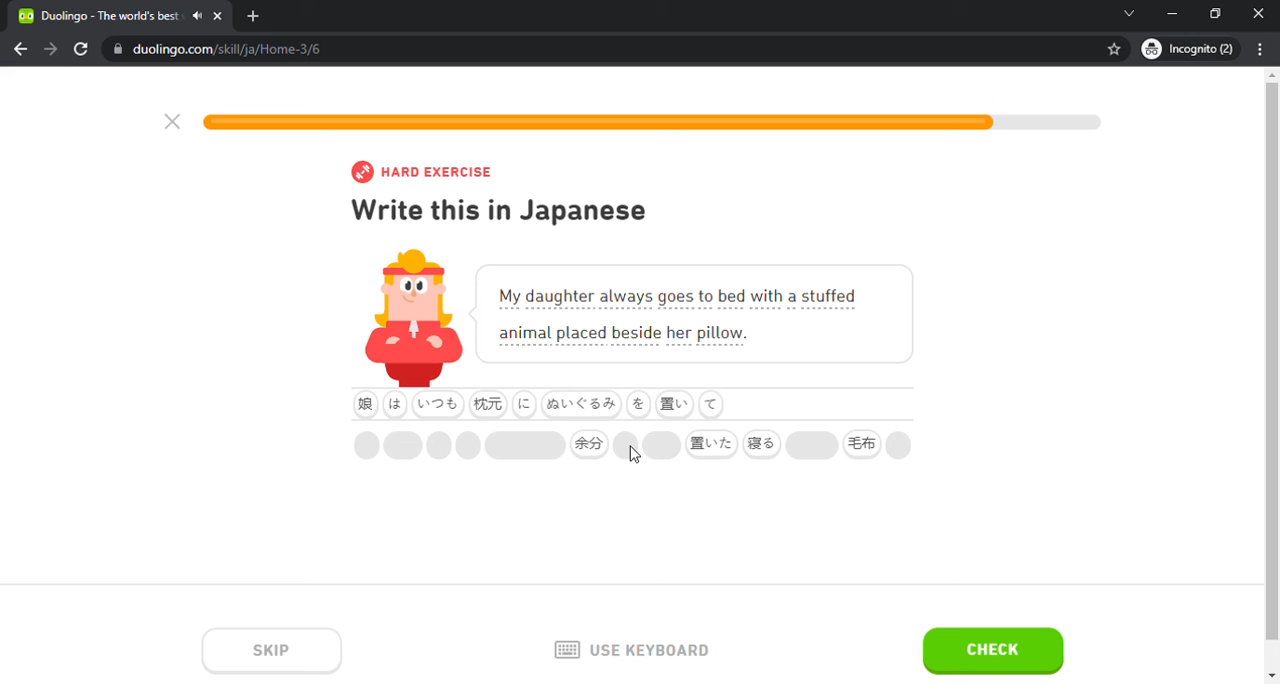 Duolingo - The world's best
duolingo.com/skill/ja/Home-3/6
Incognito (2)
HARD EXERCISE
Write this in Japanese
My daughter always goes to bed with a stuffed
animal placed beside her pillow.
娘 は いつも 枕元 に ぬいぐるみ を 置い て
余分 置いた 寝る 毛布
SKIP USE KEYBOARD CHECK